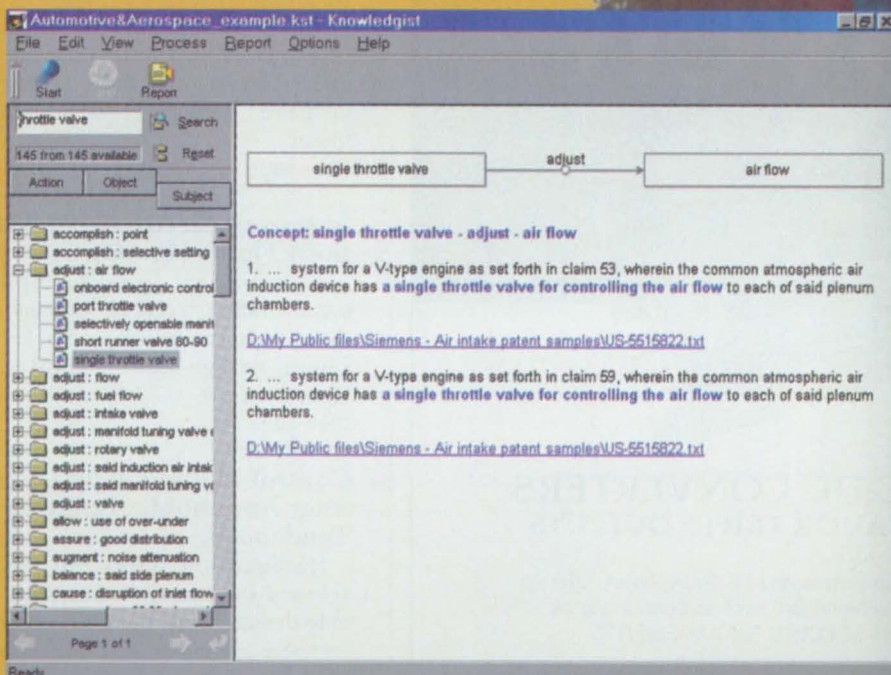 Automotive&Aerospace_example.kst - Knowledgist
File Edit View Process Report Options Help
Start
Report
hrottle valve
Search
145 from 145 available
Reset
Action
Object
Subject
accomplish : point
accomplish : selective setting
adjust : air flow
onboard electronic control
port throttle valve
selectively openable manit
short runner valve 80-90
single throttle valve
adjust : flow
adjust : fuel flow
adjust : intake valve
adjust : manifold tuning valve s
adjust : rotary valve
adjust : said induction air intak
adjust : said manifold tuning va
adjust : valve
allow : use of over-under
assure : good distribution
augment : noise attenuation
balance : said side plenum
cause : disruption of inlet flow
Page 1 of 1
Ready
single throttle valve
adjust
air flow
Concept: single throttle valve - adjust - air flow
1. ... system for a V-type engine as set forth in claim 53, wherein the common atmospheric air
induction device has a single throttle valve for controlling the air flow to each of said plenum
chambers.
D:\My Public files\Siemens - Air intake patent samples\US-5515822.txt
2. ... system for a V-type engine as set forth in claim 59, wherein the common atmospheric air
induction device has a single throttle valve for controlling the air flow to each of said plenum
chambers.
D:\My Public files\Siemens - Air intake patent samples\US-5515822.txt